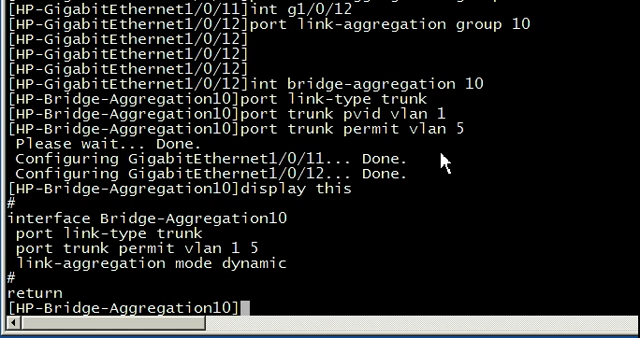 [HP-GigabitEthernet1/0/11]int g1/0/12
[HP-GigabitEthernet1/0/12]port link-aggregation group 10
[HP-GigabitEthernet1/0/12]
[HP-GigabitEthernet1/0/12]
[HP-GigabitEthernet1/0/12]
[HP-GigabitEthernet1/0/12]int bridge-aggregation 10
[HP-Bridge-Aggregation10]port link-type trunk
[HP-Bridge-Aggregation10]port trunk pvid vlan 1
[HP-Bridge-Aggregation10]port trunk permit vlan 5
Please wait... Done.
Configuring GigabitEthernet1/0/11... Done.
Configuring GigabitEthernet1/0/12... Done.
[HP-Bridge-Aggregation10]display this
#
interface Bridge-Aggregation10
port link-type trunk
port trunk permit vlan 1 5
link-aggregation mode dynamic
#
return
[HP-Bridge-Aggregation10]